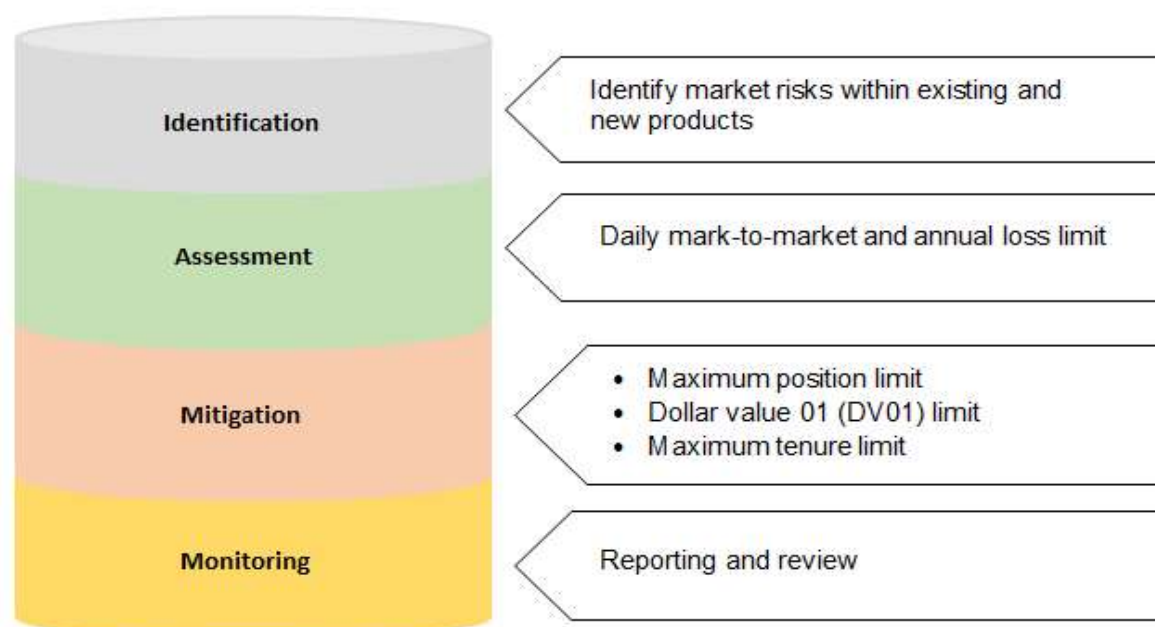 Identification
Identify market risks within existing and
new products
Assessment
Daily mark-to-market and annual loss limit
Mitigation
• Maximum position limit
• Dollar value 01 (DV01) limit
• Maximum tenure limit
Monitoring
Reporting and review